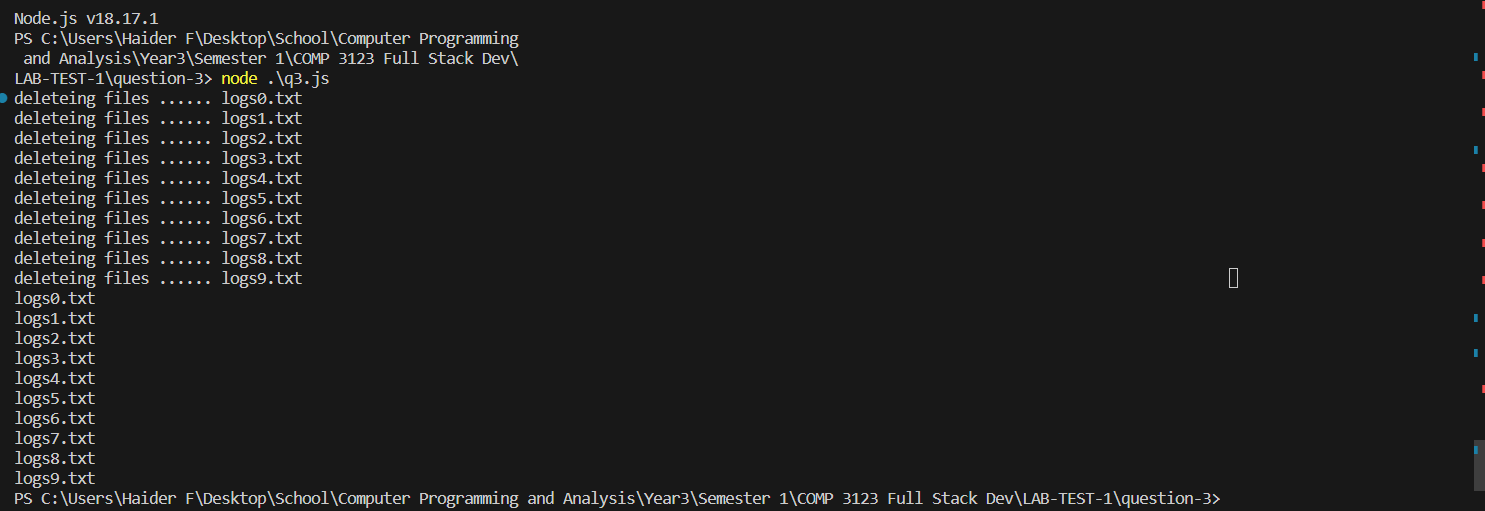 Node.js v18.17.1
PS C:\Users\Haider F\Desktop\School\Computer Programming
 and Analysis\Year3\Semester 1\COMP 3123 Full Stack Dev\
LAB-TEST-1\question-3> node .\q3.js
deleteing files ...... logs0.txt
deleteing files ...... logs1.txt
deleteing files ...... logs2.txt
deleteing files ...... logs3.txt
deleteing files ...... logs4.txt
deleteing files ...... logs5.txt
deleteing files ...... logs6.txt
deleteing files ...... logs7.txt
deleteing files ...... logs8.txt
deleteing files ...... logs9.txt
logs0.txt
logs1.txt
logs2.txt
logs3.txt
logs4.txt
logs5.txt
logs6.txt
logs7.txt
logs8.txt
logs9.txt
PS C:\Users\Haider F\Desktop\School\Computer Programming and Analysis\Year3\Semester 1\COMP 3123 Full Stack Dev\LAB-TEST-1\question-3>